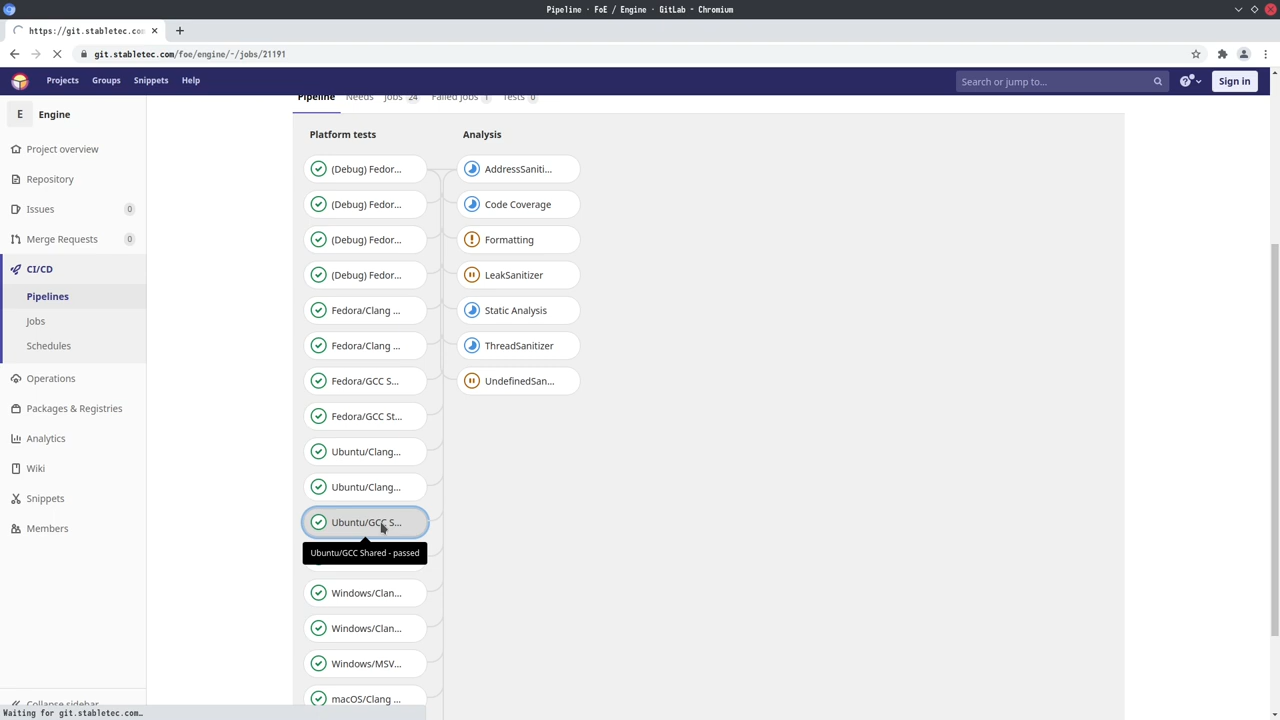 Pipeline · FoE / Engine · GitLab - Chromium
https://git.stabletec.co
git.stabletec.com/foe/engine/-/jobs/21191
Projects Groups Snippets Help Search or jump to... Sign in
E Engine
Project overview
Repository
Issues 0
Merge Requests 0
CI/CD
Pipelines
Jobs
Schedules
Operations
Packages & Registries
Analytics
Wiki
Snippets
Members
Collapse sidebar
Waiting for git.stabletec.com…
Pipeline Needs Jobs 24 Failed Jobs 1 Tests 0
Platform tests
(Debug) Fedor...
(Debug) Fedor...
(Debug) Fedor...
(Debug) Fedor...
Fedora/Clang ...
Fedora/Clang ...
Fedora/GCC S...
Fedora/GCC St...
Ubuntu/Clang...
Ubuntu/Clang...
Ubuntu/GCC S...
Ubuntu/GCC Shared - passed
Windows/Clan...
Windows/Clan...
Windows/MSV...
macOS/Clang ...
Analysis
AddressSaniti...
Code Coverage
Formatting
LeakSanitizer
Static Analysis
ThreadSanitizer
UndefinedSan...